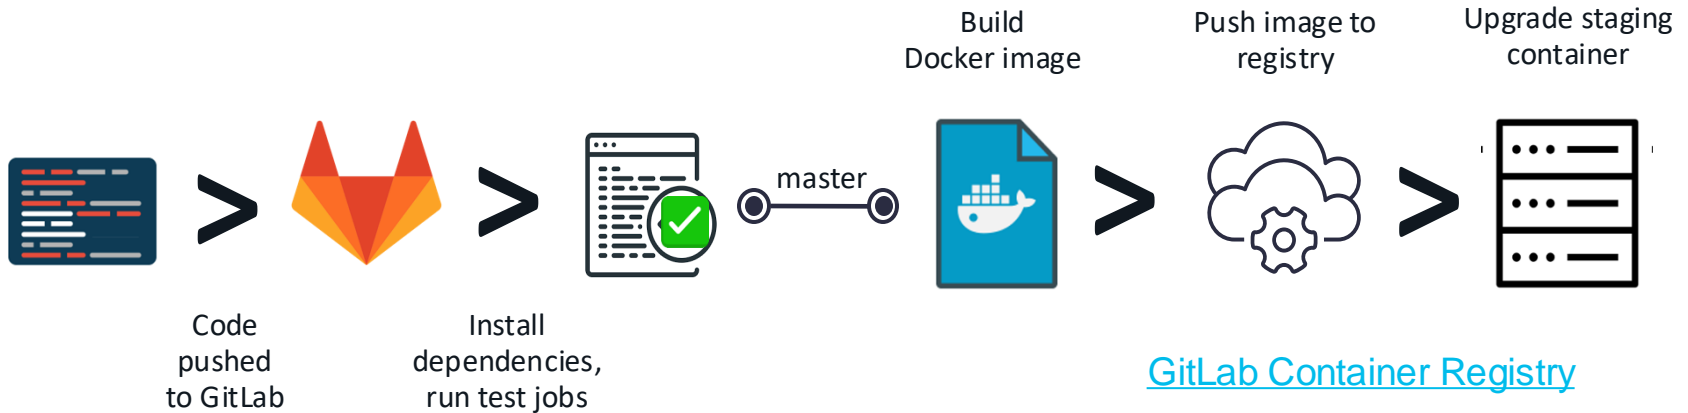 Code
pushed
to GitLab
Install
dependencies,
run test jobs
master
Build
Docker image
Push image to
registry
Upgrade staging
container
GitLab Container Registry